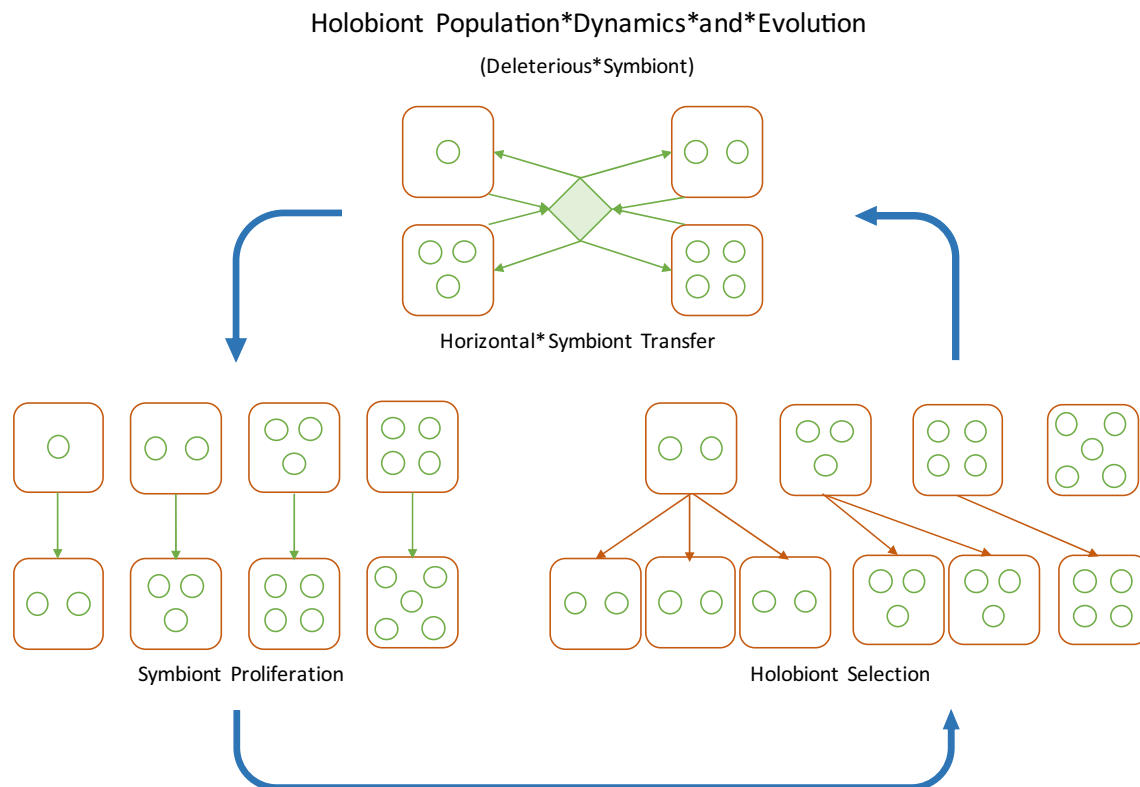 Holobiont Population*Dynamics*and*Evolution
(Deleterious*Symbiont)
Horizontal*Symbiont Transfer
Symbiont Proliferation
Holobiont Selection